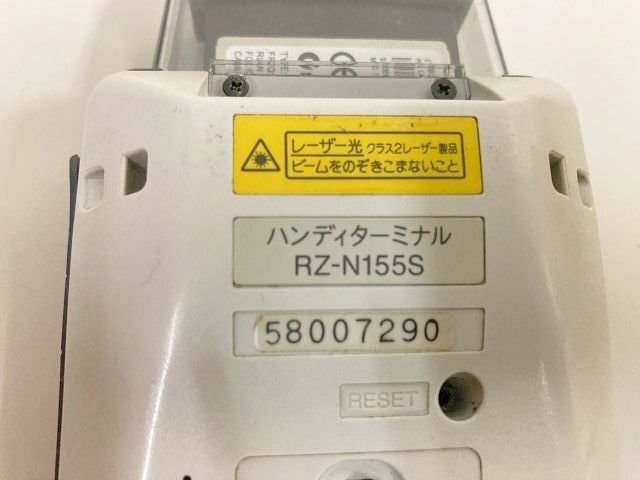 レーザー光 クラス2レーザー製品
ビームをのぞきこまないこと
ハンディターミナル
RZ-N155S
58007290
RESET